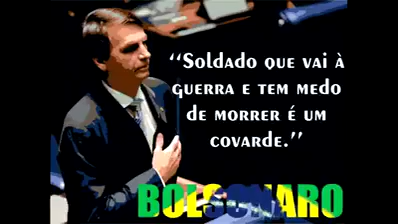 “Soldado que vai à
guerra e tem medo
de morrer é um
covarde.”
BOLSONARO